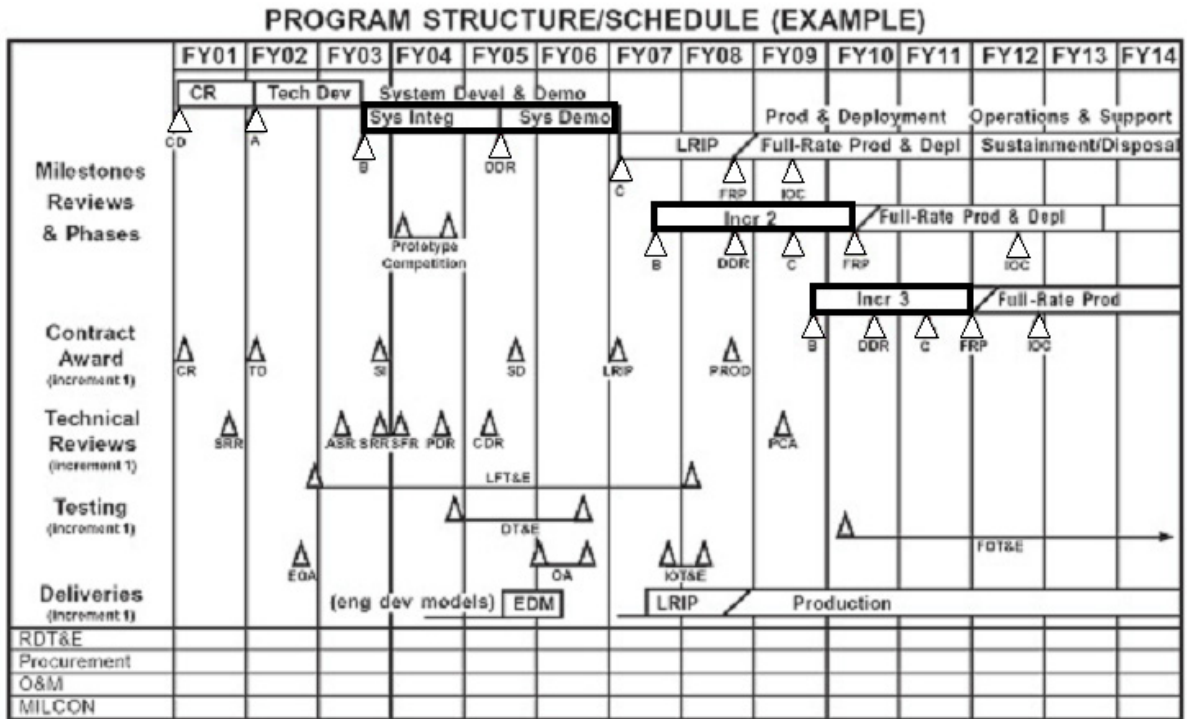 PROGRAM STRUCTURE/SCHEDULE (EXAMPLE)
FY01 FY02 FY03 FY04 FY05 FY06 FY07 FY08 FY09 FY10 FY11 FY12 FY13 FY14
CR Tech Dev System Devel & Demo
Sys Integ Sys Demo Prod & Deployment Operations & Support
CD A B DDR C
LRIP Full-Rate Prod & Depl Sustainment/Disposal
FRP IOC
Milestones
Reviews
& Phases
Incr 2 Full-Rate Prod & Depl
B DDR C FRP IOC
Prototype
Competition
Incr 3 Full-Rate Prod
B DDR C FRP IOC
Contract
Award
(increment 1)
CR TD SI SD LRIP PROD
Technical
Reviews
(increment 1)
SRR ASR SRR SFR PDR CDR PCA
LFT&E
Testing
(increment 1)
DT&E
FOT&E
EOA OA IOT&E
Deliveries
(increment 1)
(eng dev models) EDM LRIP Production
RDT&E
Procurement
O&M
MILCON